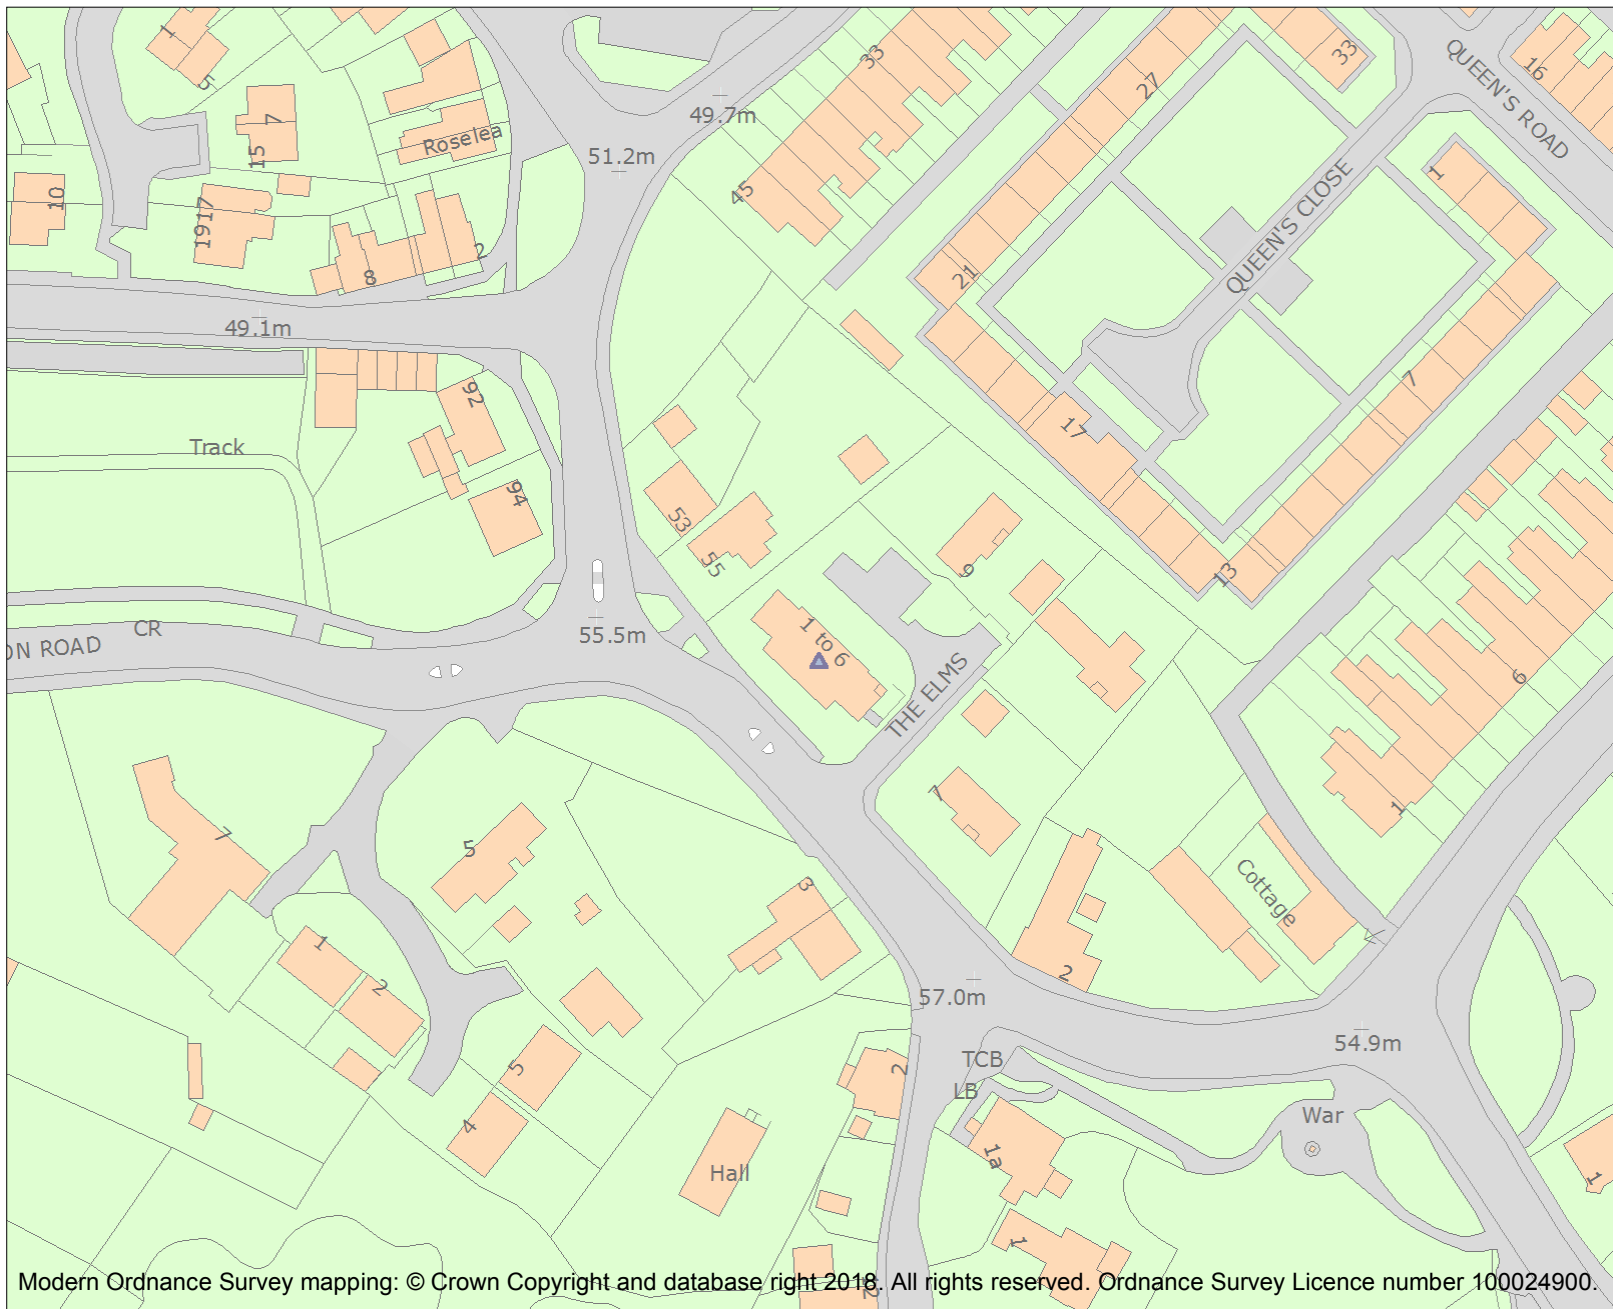 1
5
33
33
QUEEN'S ROAD
16
27
7
15
Roselea
49.7m
51.2m
10
45
1
1917
2
8
21
QUEEN'S CLOSE
49.1m
92
7
17
Track
94
53
55
9
13
CR
ON ROAD
55.5m
1 to 6
6
THE ELMS
7
1
7
5
3
Cottage
1
2
2
57.0m
54.9m
TCB
LB
2
5
War
4
1a
Hall
1
1
2
Modern Ordnance Survey mapping: © Crown Copyright and database right 2018. All rights reserved. Ordnance Survey Licence number 100024900.